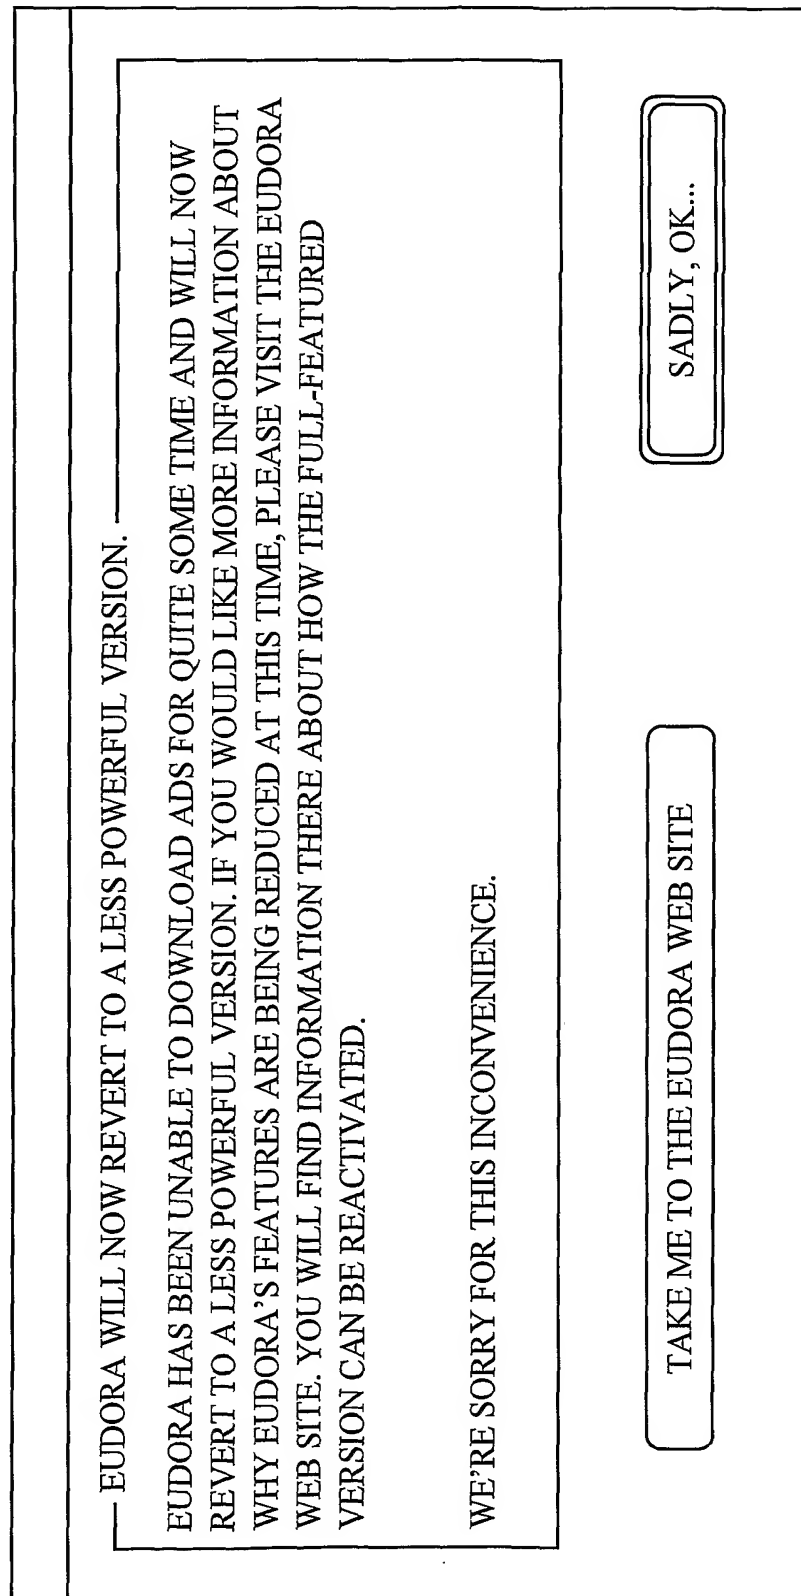 EUDORA WILL NOW REVERT TO A LESS POWERFUL VERSION.
EUDORA HAS BEEN UNABLE TO DOWNLOAD ADS FOR QUITE SOME TIME AND WILL NOW
REVERT TO A LESS POWERFUL VERSION. IF YOU WOULD LIKE MORE INFORMATION ABOUT
WHY EUDORA'S FEATURES ARE BEING REDUCED AT THIS TIME, PLEASE VISIT THE EUDORA
WEB SITE. YOU WILL FIND INFORMATION THERE ABOUT HOW THE FULL-FEATURED
VERSION CAN BE REACTIVATED.
WE'RE SORRY FOR THIS INCONVENIENCE.
TAKE ME TO THE EUDORA WEB SITE
SADLY, OK...